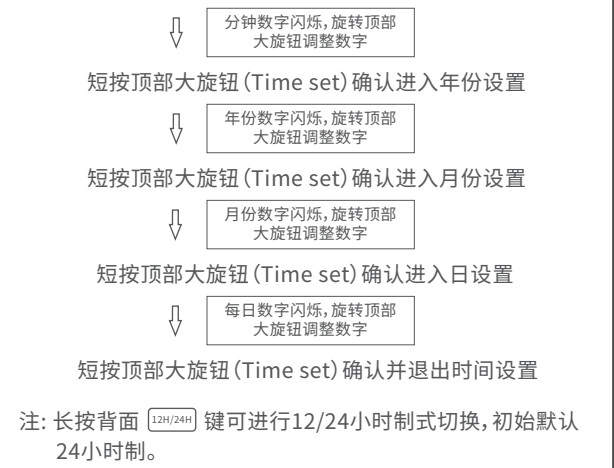 分钟数字闪烁，旋转顶部
大旋钮调整数字
短按顶部大旋钮（Time set）确认进入年份设置
年份数字闪烁，旋转顶部
大旋钮调整数字
短按顶部大旋钮（Time set）确认进入月份设置
月份数字闪烁，旋转顶部
大旋钮调整数字
短按顶部大旋钮（Time set）确认进入日设置
每日数字闪烁，旋转顶部
大旋钮调整数字
短按顶部大旋钮（Time set）确认并退出时间设置
注: 长按背面 12H/24H 键可进行12/24小时制式切换，初始默认
24小时制。